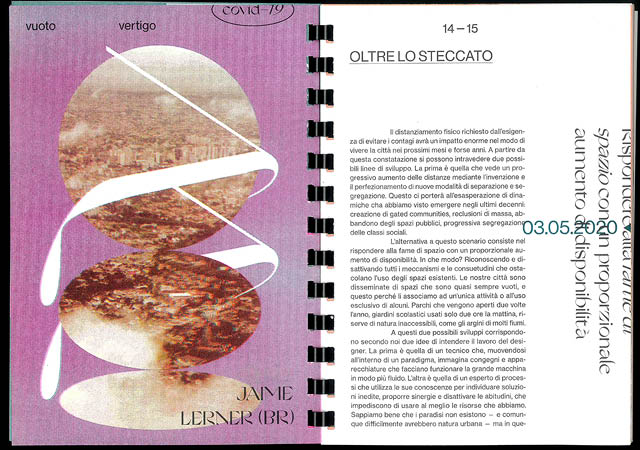 covid-19
vuoto
vertigo
JAIME
LERNER (BR)
14—15
OLTRE LO STECCATO
Il distanziamento fisico richiesto dall'esigen-
za di evitare i contagi avrà un impatto enorme nel modo di
vivere la città nei prossimi mesi e forse anni. A partire da
questa constatazione si possono intravedere due possi-
bili linee di sviluppo. La prima è quella che vede un pro-
gressivo aumento delle distanze mediante l'invenzione e
il perfezionamento di nuove modalità di separazione e se-
gregazione. Questo ci porterà all'esasperazione di dina-
miche cha abbiamo visto emergere negli ultimi decenni:
creazione di gated communities, reclusioni di massa, ab-
bandono degli spazi pubblici, progressiva segregazione
delle classi sociali.
L'alternativa a questo scenario consiste nel
rispondere alla fame di spazio con un proporzionale au-
mento di disponibilità. In che modo? Riconoscendo e di-
sattivando tutti i meccanismi e le consuetudini che osta-
colano l'uso degli spazi esistenti. Le nostre città sono
disseminate di spazi che sono quasi sempre vuoti, e
questo perché li associamo ad un'unica attività o all'uso
esclusivo di alcuni. Parchi che vengono aperti due volte
l'anno, giardini scolastici usati solo due ore la mattina, ri-
serve di natura inaccessibili, come gli argini di molti fiumi.
A questi due possibili sviluppi corrispondo-
no secondo noi due idee di intendere il lavoro del desi-
gner. La prima è quella di un tecnico che, muovendosi
all'interno di un paradigma, immagina congegni e appa-
recchiature che facciano funzionare la grande macchina
in modo più fluido. L'altra è quella di un esperto di proces-
si che utilizza le sue conoscenze per individuare soluzio-
ni inedite, proporre sinergie e disattivare le abitudini, che
impediscono di usare al meglio le risorse che abbiamo.
Sappiamo bene che i paradisi non esistono — e comun-
que difficilmente avrebbero natura urbana — ma in que-
03.05.2020
Rispondere alla fame di
spazio con un proporzionale
aumento di disponibilità